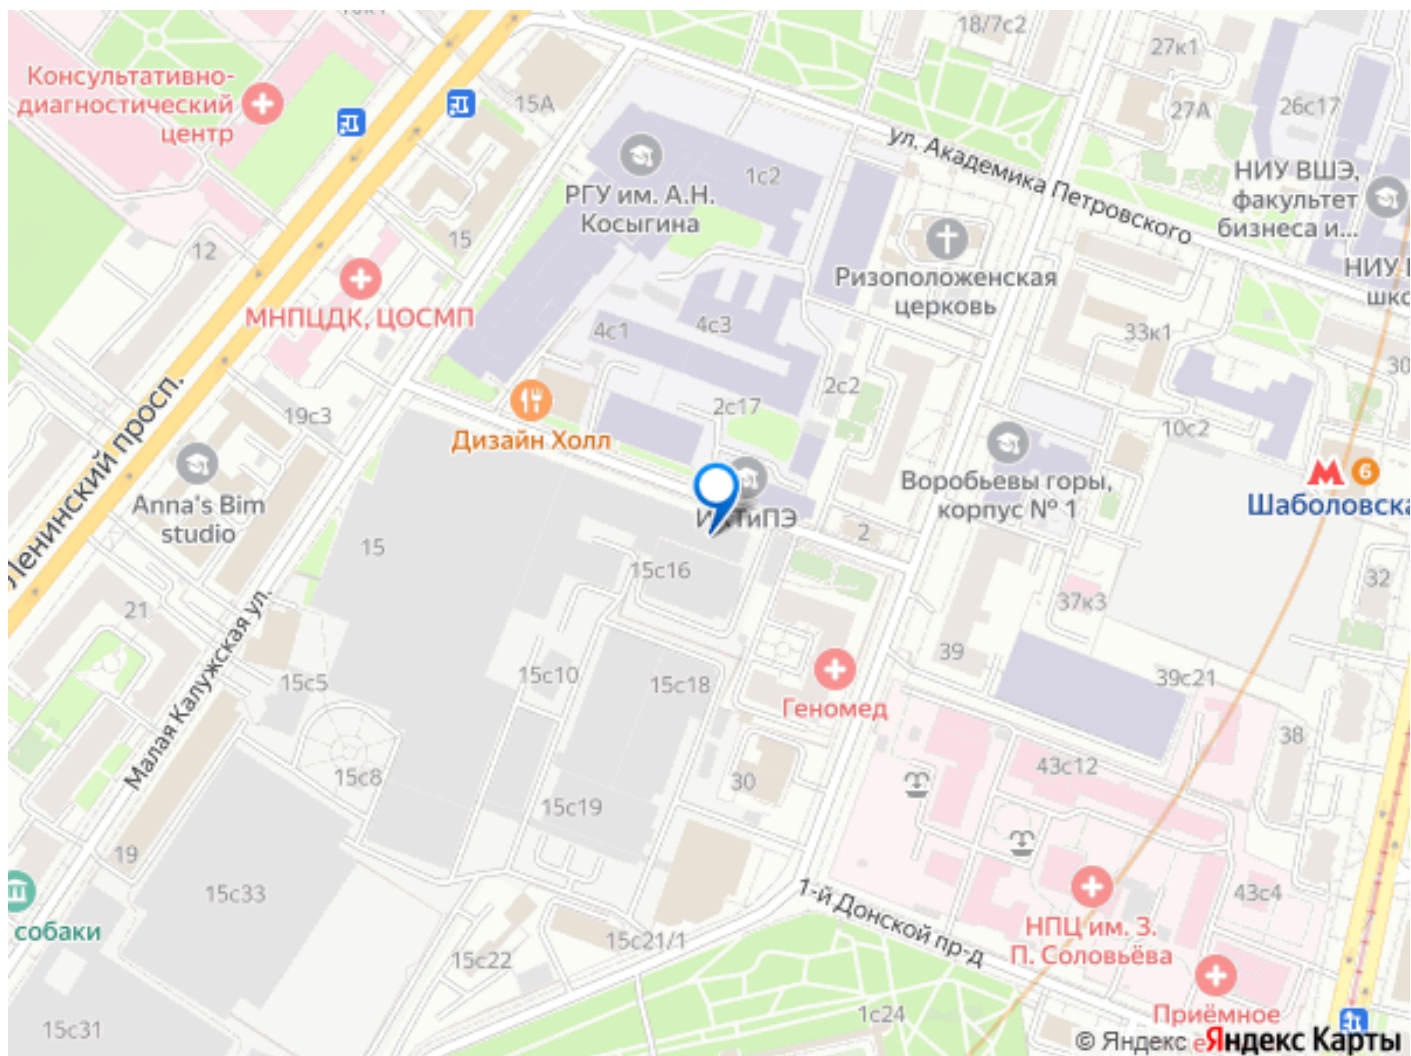 18/7с2
27к1
Консультативно-
диагностический
центр
15А
27А
26с17
ул. Академика Петровского
РГУ им. А.Н.
Косыгина
1с2
НИУ ВШЭ,
факультет
бизнеса и...
12
15
Ризоположенская
церковь
МНПЦДК, ЦОСМП
4с1
4с3
33к1
30
Ленинский просп.
19с3
2с2
2с17
10с2
Дизайн Холл
Anna's Bim
studio
Воробьевы горы,
корпус № 1
6
15
2
15с16
37к3
32
21
Малая Калужская ул.
39
15с5
15с10
15с18
39с21
Геномед
38
15с8
30
43с12
15с19
19
15с33
43с4
1-й Донской пр-д
собаки
15с21/1
15с22
НПЦ им. З.
П. Соловьёва
15с31
1с24
Приёмное
© Яндекс Яндекс Карты